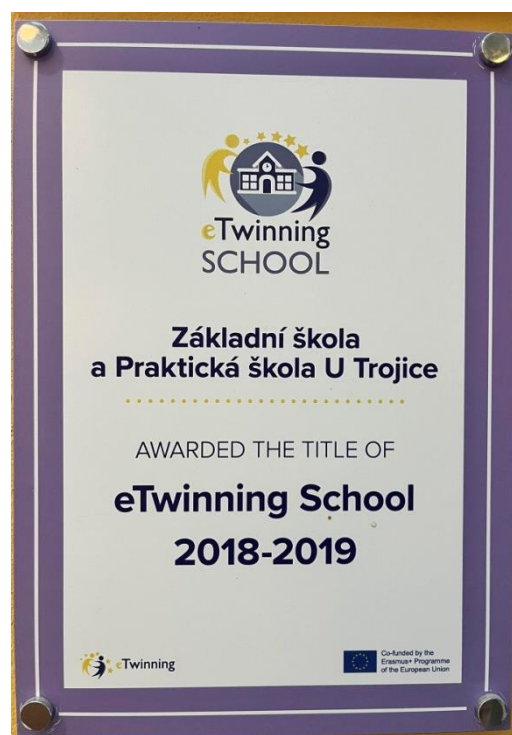 eTwinning
SCHOOL
Základní škola
a Praktická škola U Trojice
AWARDED THE TITLE OF
eTwinning School
2018-2019
eTwinning
Co-funded by the
Erasmus+ Programme
of the European Union